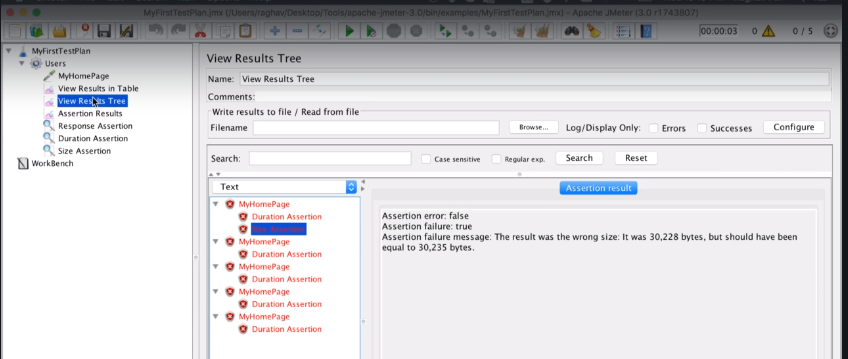 MyFirstTestPlan.jmx (/Users/raghav/Desktop/Tools/apache-jmeter-3.0/bin/examples/MyFirstTestPlan.jmx) - Apache JMeter (3.0 r1743807)
00:00:03 0 0 / 5
MyFirstTestPlan
Users
MyHomePage
View Results in Table
View Results Tree
Assertion Results
Response Assertion
Duration Assertion
Size Assertion
WorkBench
View Results Tree
Name: View Results Tree
Comments:
Write results to file / Read from file
Filename Browse... Log/Display Only: Errors Successes Configure
Search: Case sensitive Regular exp. Search Reset
Text
MyHomePage
Duration Assertion
Size Assertion
MyHomePage
Duration Assertion
MyHomePage
Duration Assertion
MyHomePage
Duration Assertion
MyHomePage
Duration Assertion
Assertion result
Assertion error: false
Assertion failure: true
Assertion failure message: The result was the wrong size: It was 30,228 bytes, but should have been
equal to 30,235 bytes.